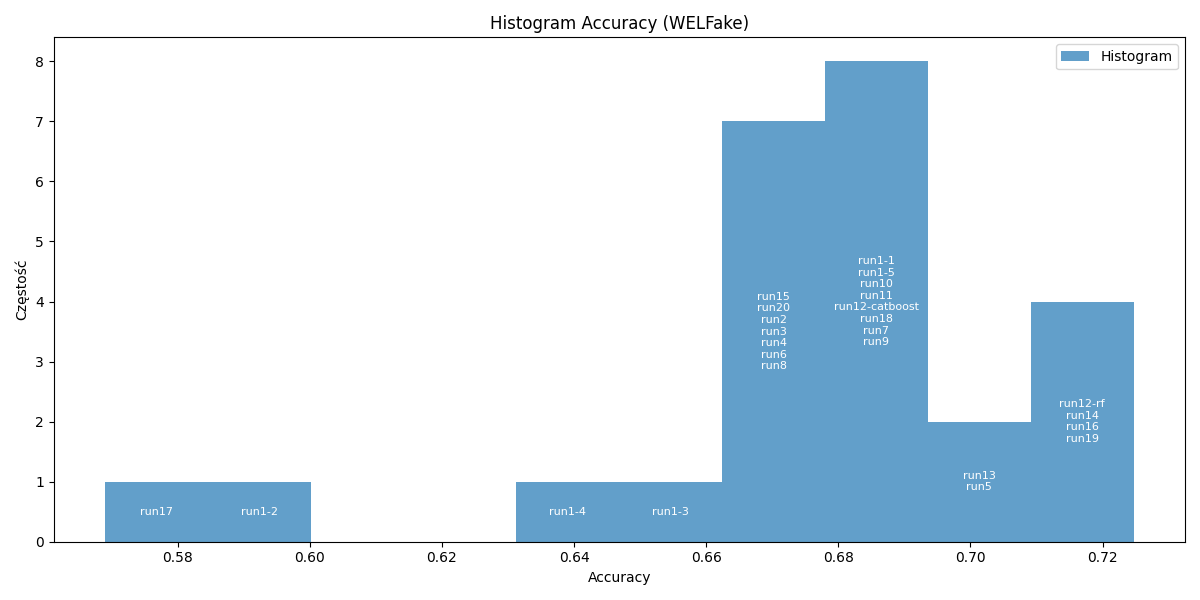 Histogram Accuracy (WELFake)
Histogram
Częstość
8
7
6
5
4
3
2
1
0
run17
run1-2
run1-4
run1-3
run15
run20
run2
run3
run4
run6
run8
run1-1
run1-5
run10
run11
run12-catboost
run18
run7
run9
run13
run5
run12-rf
run14
run16
run19
0.58 0.60 0.62 0.64 0.66 0.68 0.70 0.72
Accuracy